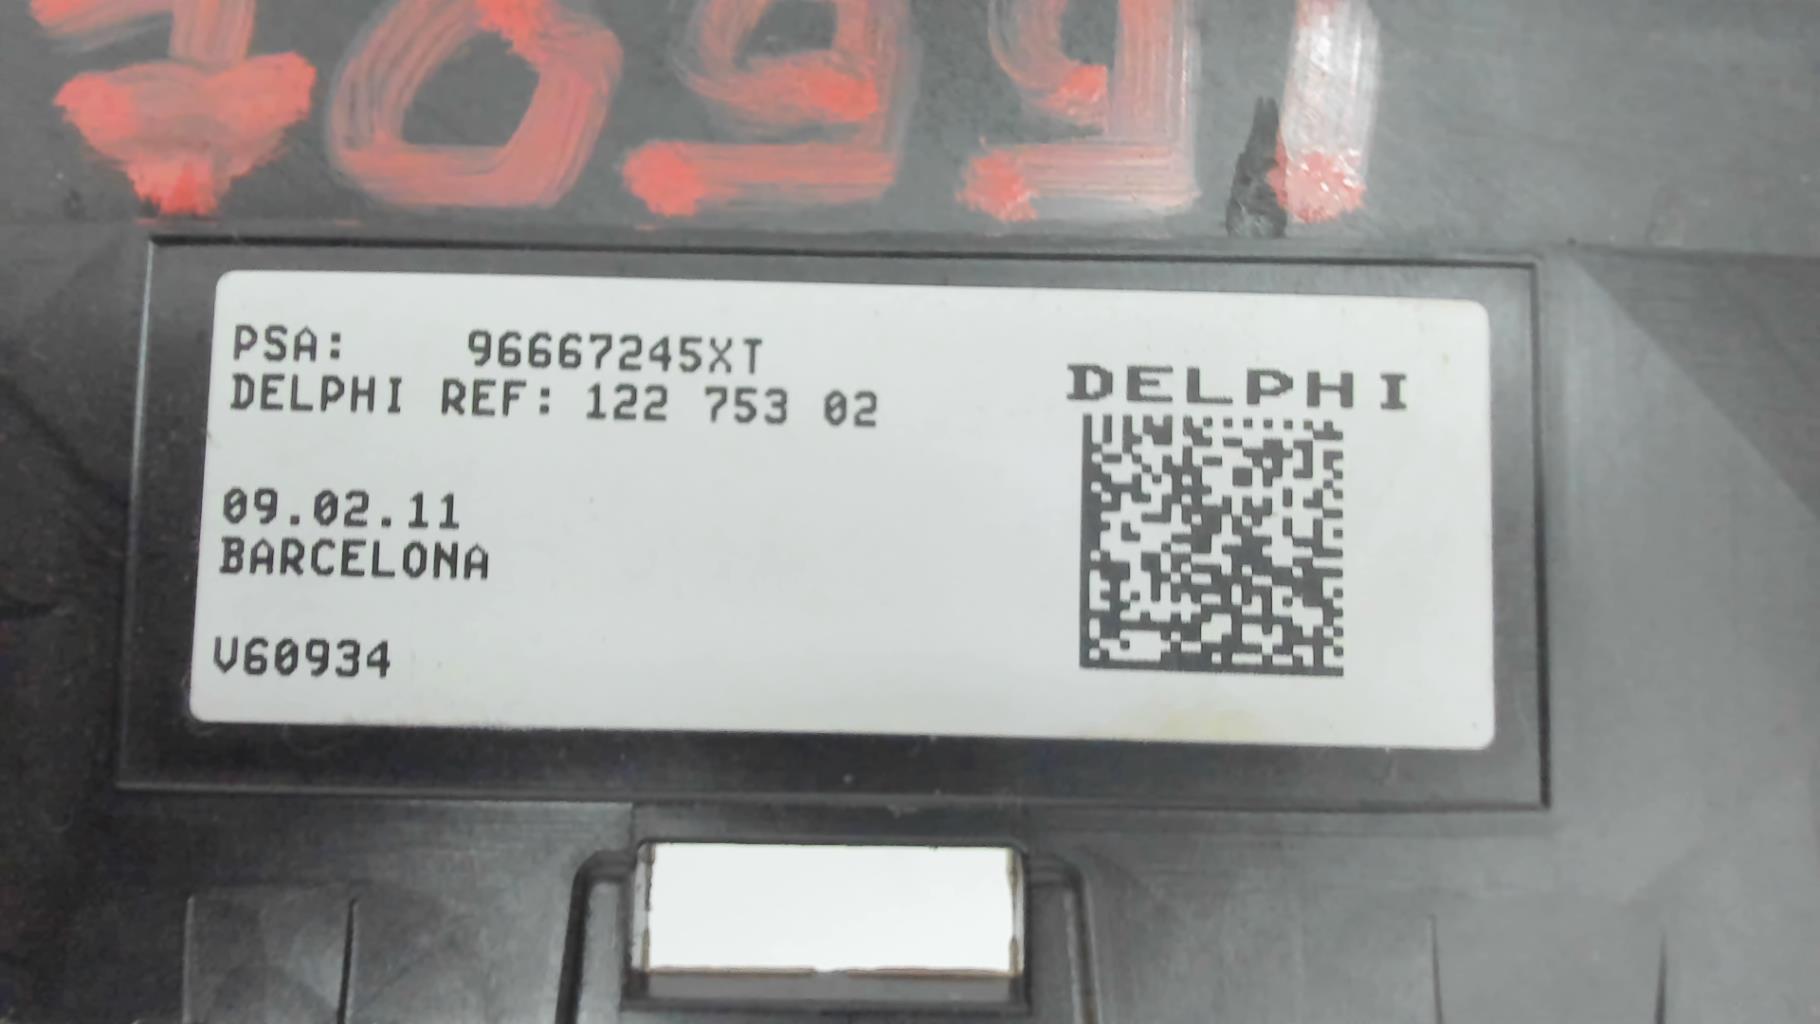 PSA: 96667245XT
DELPHI REF: 122 753 02
DELPHI
09.02.11
BARCELONA
V60934